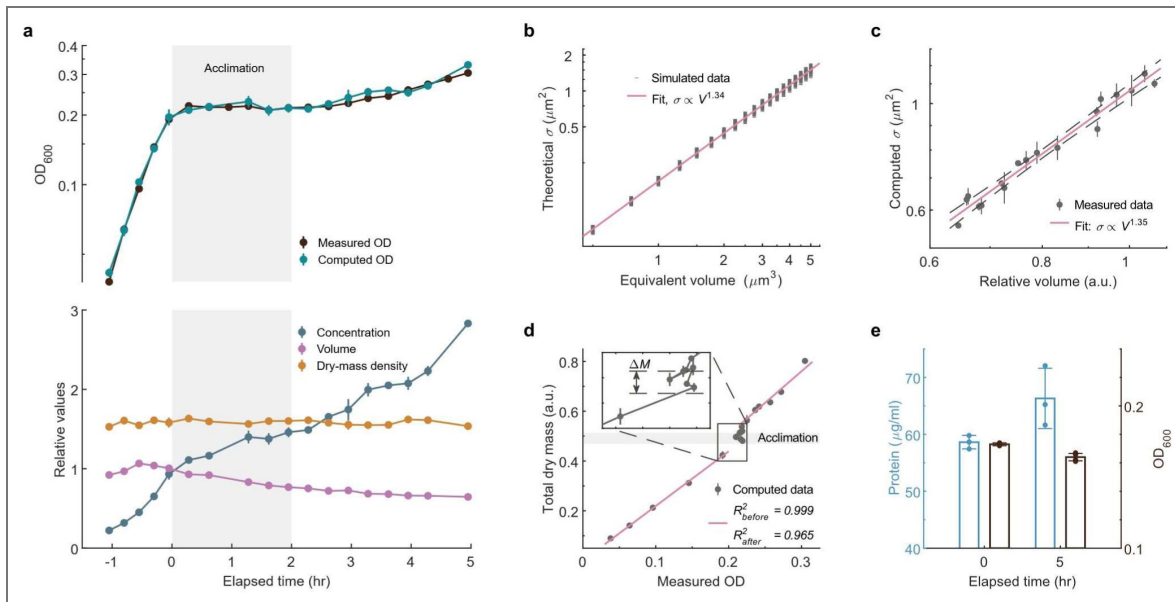 a
0.4
0.3
0.2
0.1
OD600
Acclimation
Measured OD
Computed OD
3
2
1
0
Relative values
Concentration
Volume
Dry-mass density
-1
0
1
2
3
4
5
Elapsed time (hr)
b
2
1
0.5
Theoretical σ (μm²)
Simulated data
Fit, σ ∝ V^1.34
1
2
3
4
5
Equivalent volume (μm³)
c
1
0.8
0.6
Computed σ (μm²)
Measured data
Fit: σ ∝ V^1.35
0.6
0.8
1
Relative volume (a.u.)
d
0.8
0.6
0.4
0.2
Total dry mass (a.u.)
ΔM
Acclimation
Computed data
R²before = 0.999
R²after = 0.965
0
0.1
0.2
0.3
Measured OD
e
70
60
50
40
Protein (μg/ml)
0.2
0.1
OD600
0
5
Elapsed time (hr)